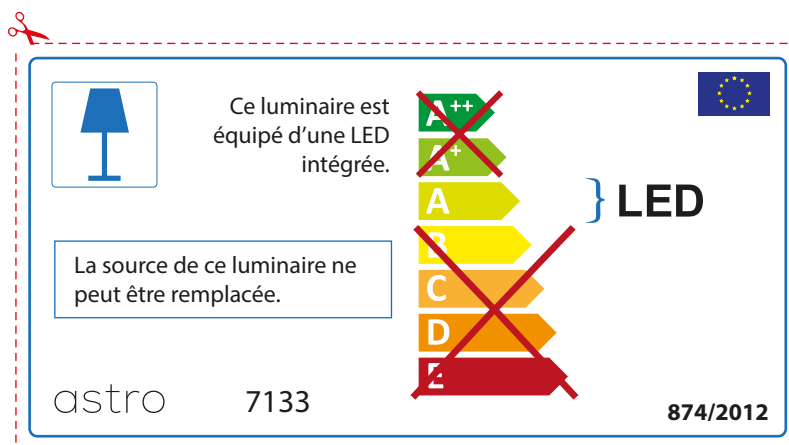 Ce luminaire est
équipé d’une LED
intégrée.
La source de ce luminaire ne
peut être remplacée.
A++
A+
A
B
C
D
E
LED
astro
7133
874/2012